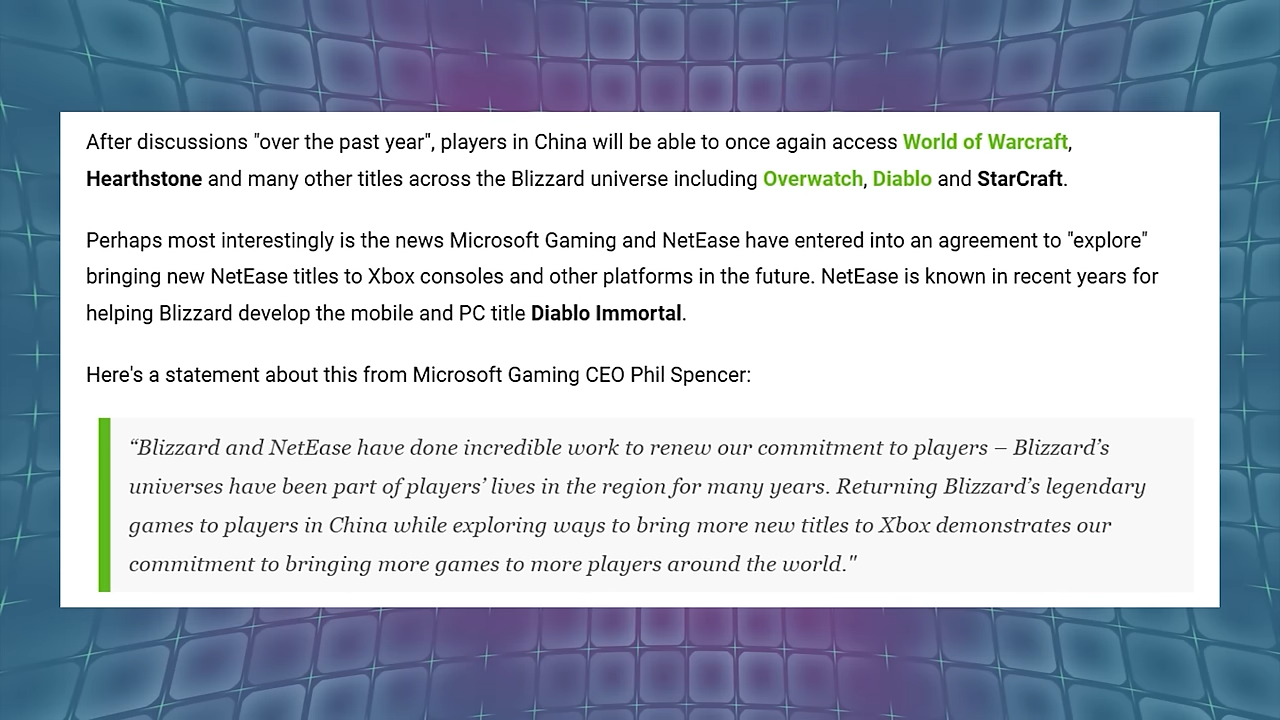 After discussions "over the past year", players in China will be able to once again access World of Warcraft,
Hearthstone and many other titles across the Blizzard universe including Overwatch, Diablo and StarCraft.
Perhaps most interestingly is the news Microsoft Gaming and NetEase have entered into an agreement to "explore"
bringing new NetEase titles to Xbox consoles and other platforms in the future. NetEase is known in recent years for
helping Blizzard develop the mobile and PC title Diablo Immortal.
Here's a statement about this from Microsoft Gaming CEO Phil Spencer:
“Blizzard and NetEase have done incredible work to renew our commitment to players – Blizzard’s
universes have been part of players’ lives in the region for many years. Returning Blizzard’s legendary
games to players in China while exploring ways to bring more new titles to Xbox demonstrates our
commitment to bringing more games to more players around the world."